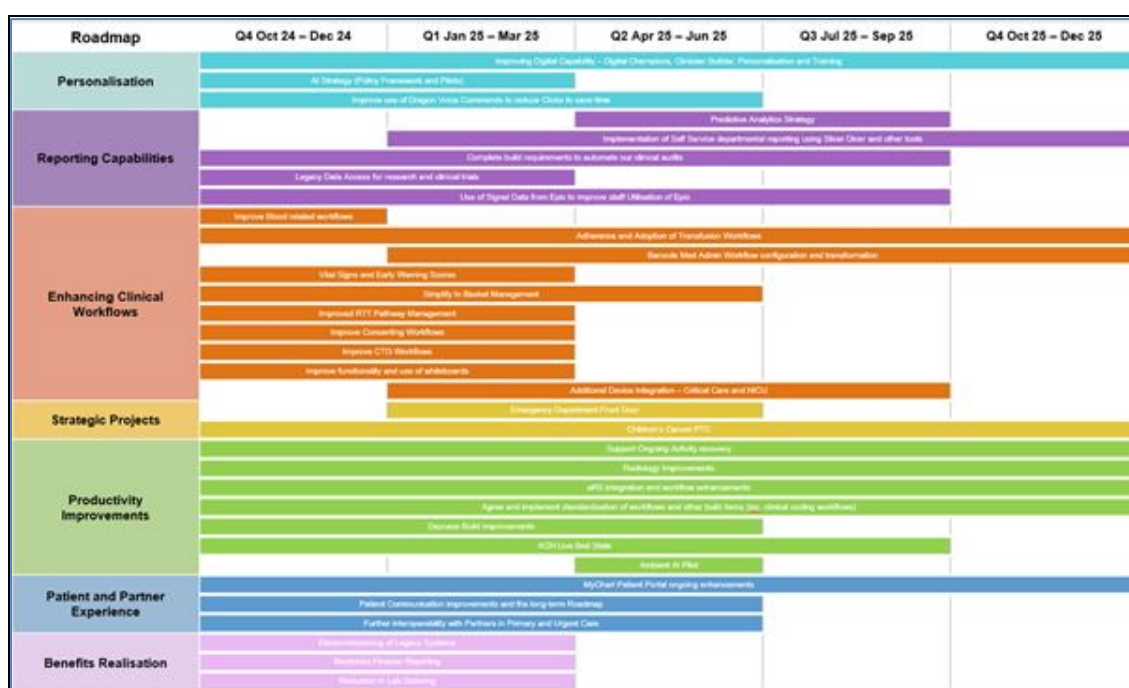 Roadmap
Q4 Oct 24 – Dec 24
Q1 Jan 25 – Mar 25
Q2 Apr 25 – Jun 25
Q3 Jul 25 – Sep 25
Q4 Oct 25 – Dec 25
Personalisation
Improving Digital Capability – Digital Champions, Clinician Builder, Personalisation and Training
AI Strategy (Policy Framework and Pilots)
Improve use of Dragon Voice Commands to reduce Clicks to save time
Reporting Capabilities
Predictive Analytics Strategy
Implementation of Self Service departmental reporting using Slicer Dicer and other tools
Complete build requirements to automate our clinical audits
Legacy Data Access for research and clinical trials
Use of Signal Data from Epic to improve staff Utilisation of Epic
Enhancing Clinical
Workflows
Improve Blood related workflows
Adherence and Adoption of Transfusion Workflows
Barcode Med Admin Workflow configuration and transformation
Vital Signs and Early Warning Scores
Simplify In Basket Management
Improved RTT Pathway Management
Improve Consenting Workflows
Improve CTG Workflows
Improve functionality and use of whiteboards
Additional Device Integration – Critical Care and NICU
Strategic Projects
Emergency Department Front Door
Children's Cancer PTC
Productivity
Improvements
Support Ongoing Activity recovery
Radiology Improvements
eRS integration and workflow enhancements
Agree and implement standardisation of workflows and other build items (inc. clinical coding workflows)
Daycase Build Improvements
KCH Live Bed State
Ambient AI Pilot
Patient and Partner
Experience
MyChart Patient Portal ongoing enhancements
Patient Communication improvements and the long-term Roadmap
Further interoperability with Partners in Primary and Urgent Care
Benefits Realisation
Decommissioning of Legacy Systems
Finance Reporting
Reduction in Lab Ordering